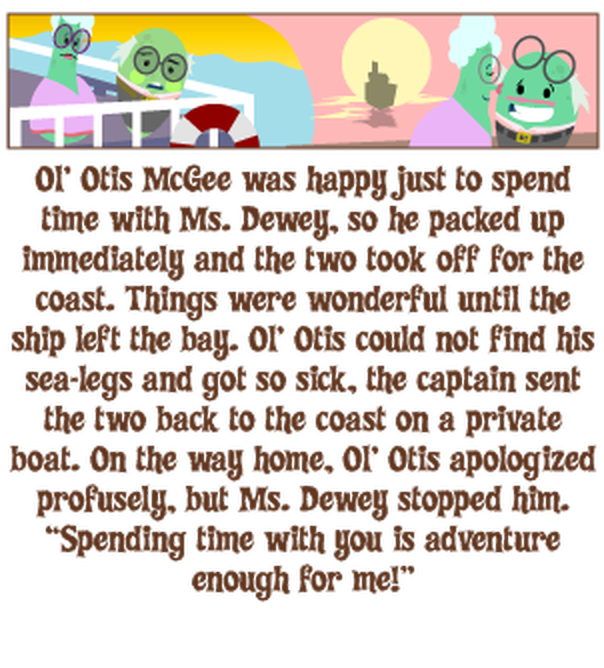 Ol' Otis McGee was happy just to spend
time with Ms. Dewey, so he packed up
immediately and the two took off for the
coast. Things were wonderful until the
ship left the bay. Ol' Otis could not find his
sea-legs and got so sick, the captain sent
the two back to the coast on a private
boat. On the way home, Ol' Otis apologized
profusely, but Ms. Dewey stopped him.
“Spending time with you is adventure
enough for me!”